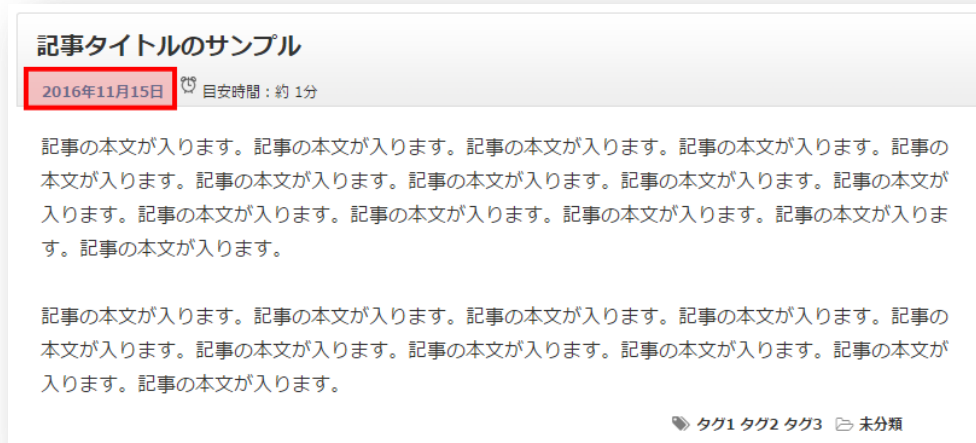 記事タイトルのサンプル
2016年11月15日 目安時間：約 1分
記事の本文が入ります。記事の本文が入ります。記事の本文が入ります。記事の本文が入ります。記事の
本文が入ります。記事の本文が入ります。記事の本文が入ります。記事の本文が入ります。記事の本文が
入ります。記事の本文が入ります。記事の本文が入ります。記事の本文が入ります。記事の本文が入りま
す。記事の本文が入ります。
記事の本文が入ります。記事の本文が入ります。記事の本文が入ります。記事の本文が入ります。記事の
本文が入ります。記事の本文が入ります。記事の本文が入ります。記事の本文が入ります。記事の本文が
入ります。記事の本文が入ります。
タグ1 タグ2 タグ3 未分類